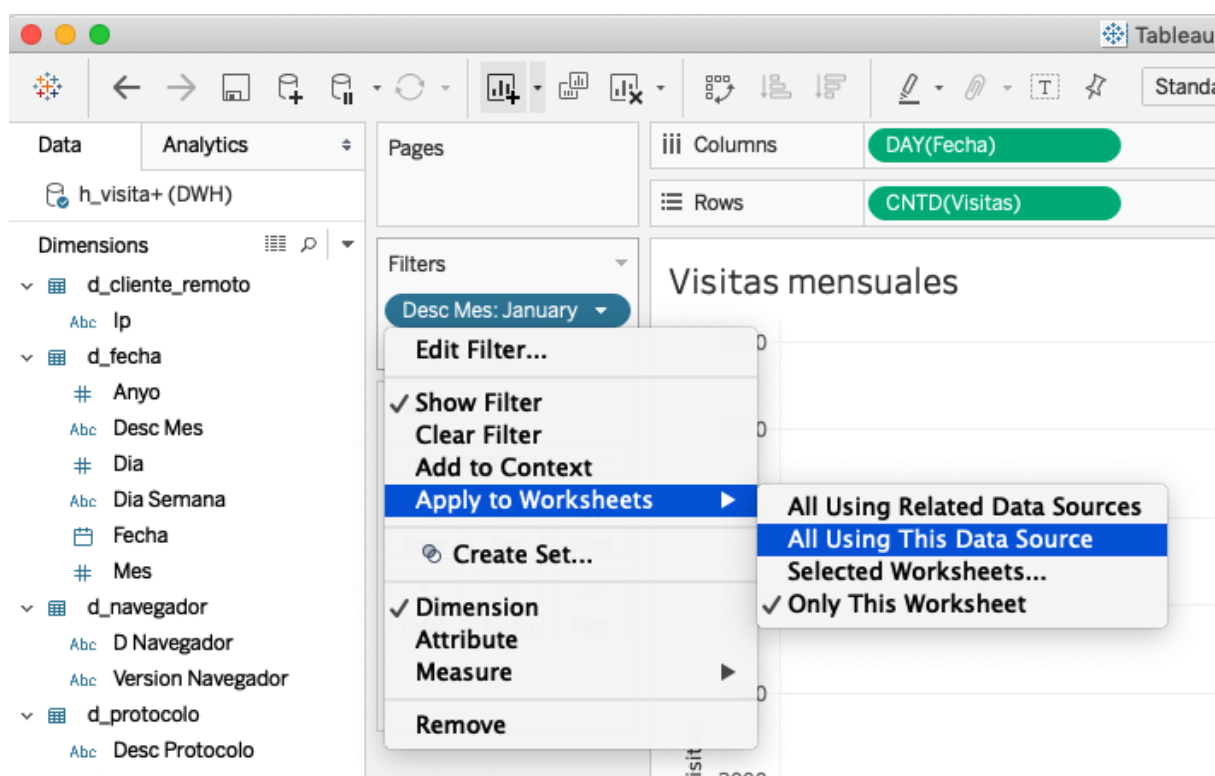 Tableau
Standa
Data
Analytics
h_visita+ (DWH)
Dimensions
d_cliente_remoto
Abc Ip
d_fecha
# Anyo
Abc Desc Mes
# Dia
Abc Dia Semana
Fecha
# Mes
d_navegador
Abc D Navegador
Abc Version Navegador
d_protocolo
Abc Desc Protocolo
Pages
Filters
Desc Mes: January
Edit Filter...
✓ Show Filter
Clear Filter
Add to Context
Apply to Worksheets
Create Set...
✓ Dimension
Attribute
Measure
Remove
All Using Related Data Sources
All Using This Data Source
Selected Worksheets...
✓ Only This Worksheet
Columns
DAY(Fecha)
Rows
CNTD(Visitas)
Visitas mensuales